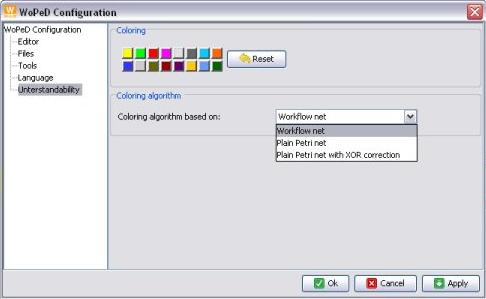 WoPeD Configuration
WoPeD Configuration
Editor
Files
Tools
Language
Unterstandability
Coloring
Reset
Coloring algorithm
Coloring algorithm based on:
Workflow net
Workflow net
Plain Petri net
Plain Petri net with XOR correction
Ok
Cancel
Apply